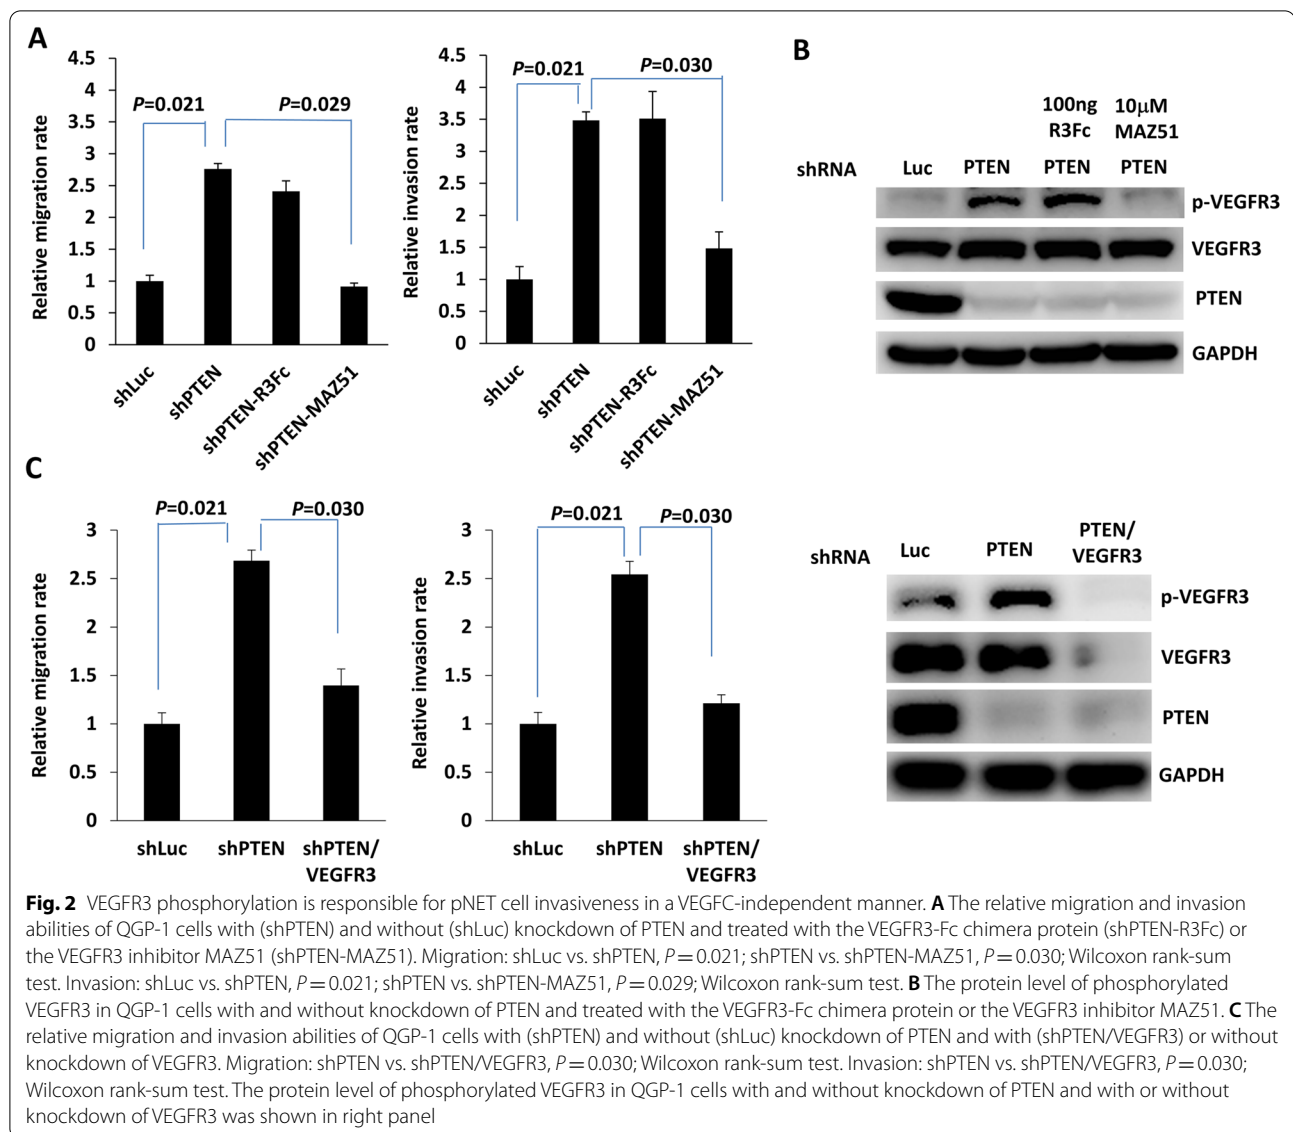 A
4.5
4
3.5
3
2.5
2
1.5
1
0.5
0
Relative migration rate
P=0.021
P=0.029
shLuc
shPTEN
shPTEN-R3Fc
shPTEN-MAZ51
4.5
4
3.5
3
2.5
2
1.5
1
0.5
0
Relative invasion rate
P=0.021
P=0.030
shLuc
shPTEN
shPTEN-R3Fc
shPTEN-MAZ51
B
100ng 10μM
R3Fc MAZ51
shRNA Luc PTEN PTEN PTEN
p-VEGFR3
VEGFR3
PTEN
GAPDH
C
3
2.5
2
1.5
1
0.5
0
Relative migration rate
P=0.021
P=0.030
shLuc shPTEN shPTEN/
VEGFR3
3
2.5
2
1.5
1
0.5
0
Relative invasion rate
P=0.021
P=0.030
shLuc shPTEN shPTEN/
VEGFR3
PTEN/
shRNA Luc PTEN VEGFR3
p-VEGFR3
VEGFR3
PTEN
GAPDH
Fig. 2 VEGFR3 phosphorylation is responsible for pNET cell invasiveness in a VEGFC-independent manner. A The relative migration and invasion
abilities of QGP-1 cells with (shPTEN) and without (shLuc) knockdown of PTEN and treated with the VEGFR3-Fc chimera protein (shPTEN-R3Fc) or
the VEGFR3 inhibitor MAZ51 (shPTEN-MAZ51). Migration: shLuc vs. shPTEN, P = 0.021; shPTEN vs. shPTEN-MAZ51, P = 0.030; Wilcoxon rank-sum
test. Invasion: shLuc vs. shPTEN, P = 0.021; shPTEN vs. shPTEN-MAZ51, P = 0.029; Wilcoxon rank-sum test. B The protein level of phosphorylated
VEGFR3 in QGP-1 cells with and without knockdown of PTEN and treated with the VEGFR3-Fc chimera protein or the VEGFR3 inhibitor MAZ51. C The
relative migration and invasion abilities of QGP-1 cells with (shPTEN) and without (shLuc) knockdown of PTEN and with (shPTEN/VEGFR3) or without
knockdown of VEGFR3. Migration: shPTEN vs. shPTEN/VEGFR3, P = 0.030; Wilcoxon rank-sum test. Invasion: shPTEN vs. shPTEN/VEGFR3, P = 0.030;
Wilcoxon rank-sum test. The protein level of phosphorylated VEGFR3 in QGP-1 cells with and without knockdown of PTEN and with or without
knockdown of VEGFR3 was shown in right panel